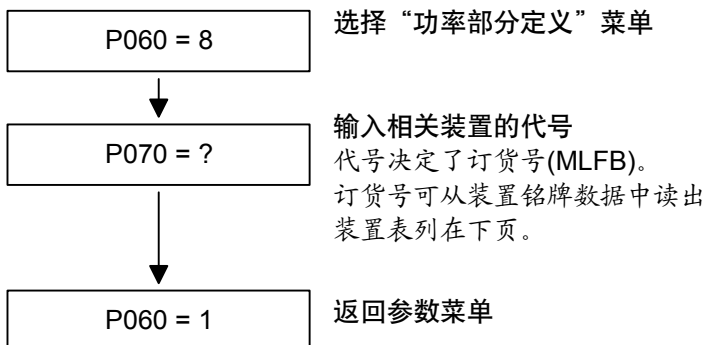 P060 = 8
选择“功率部分定义”菜单
P070 = ?
输入相关装置的代号
代号决定了订货号(MLFB)。
订货号可从装置铭牌数据中读出
装置表列在下页。
P060 = 1
返回参数菜单